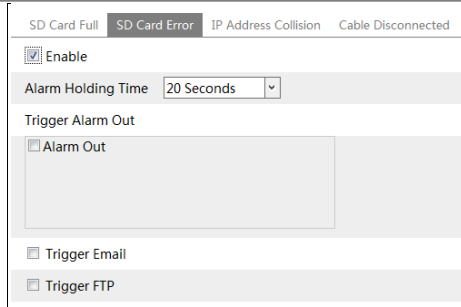 SD Card Full SD Card Error IP Address Collision Cable Disconnected
Enable
Alarm Holding Time 20 Seconds
Trigger Alarm Out
Alarm Out
Trigger Email
Trigger FTP